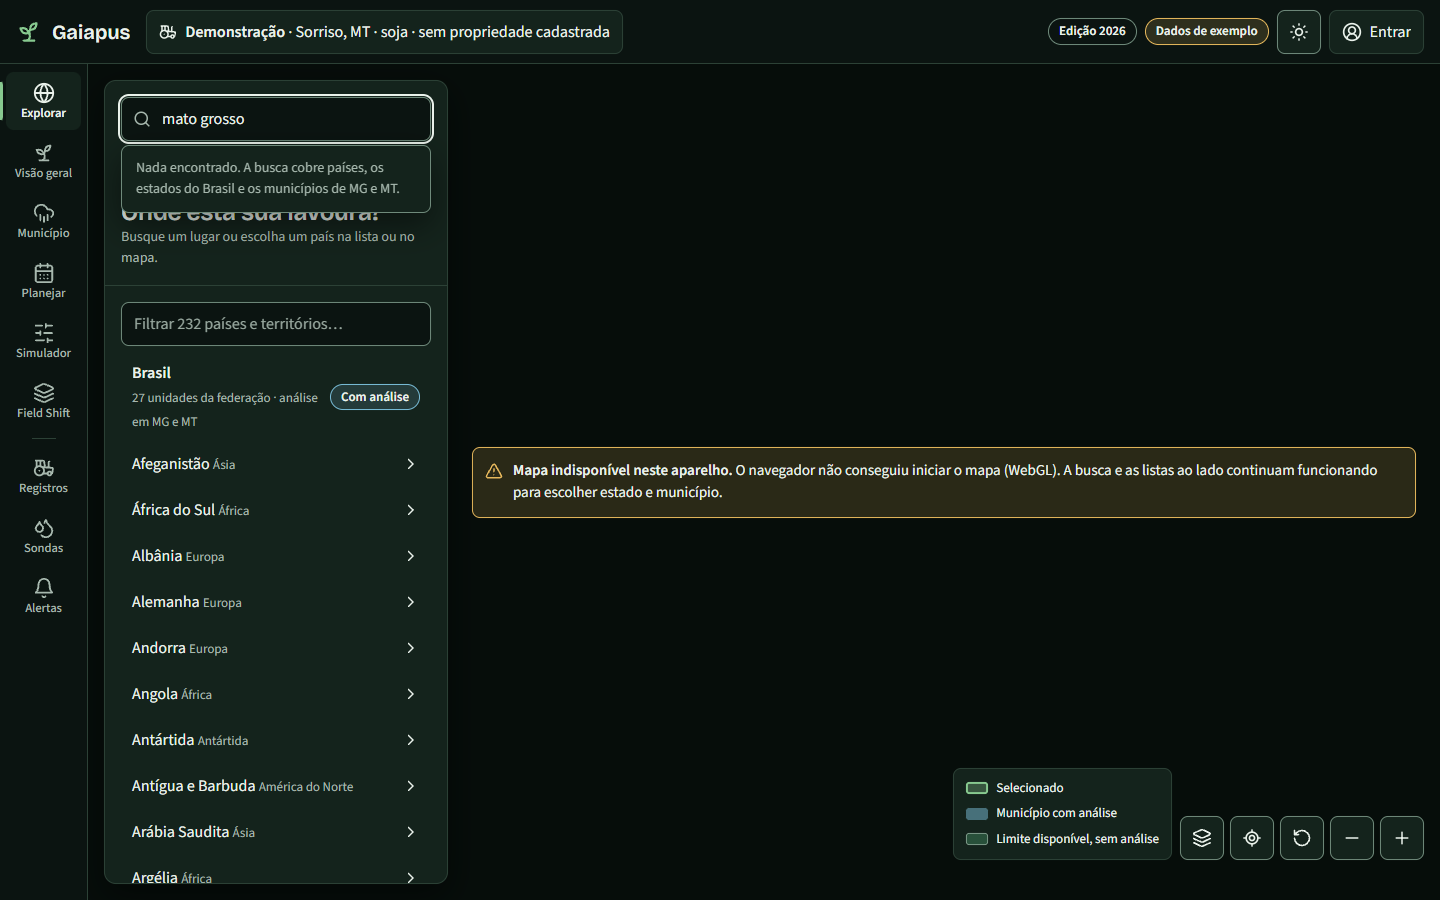 Gaiapus
Demonstração · Sorriso, MT · soja · sem propriedade cadastrada
Edição 2026
Dados de exemplo
Entrar
Explorar
Visão geral
Município
Planejar
Simulador
Field Shift
Registros
Sondas
Alertas
mato grosso
Nada encontrado. A busca cobre países, os
estados do Brasil e os municípios de MG e MT.
Onde está sua lavoura?
Busque um lugar ou escolha um país na lista ou no
mapa.
Filtrar 232 países e territórios…
Brasil
27 unidades da federação · análise
em MG e MT
Com análise
Afeganistão Ásia
África do Sul África
Albânia Europa
Alemanha Europa
Andorra Europa
Angola África
Antártida Antártida
Antígua e Barbuda América do Norte
Arábia Saudita Ásia
Argélia África
Mapa indisponível neste aparelho. O navegador não conseguiu iniciar o mapa (WebGL). A busca e as listas ao lado continuam funcionando
para escolher estado e município.
Selecionado
Município com análise
Limite disponível, sem análise